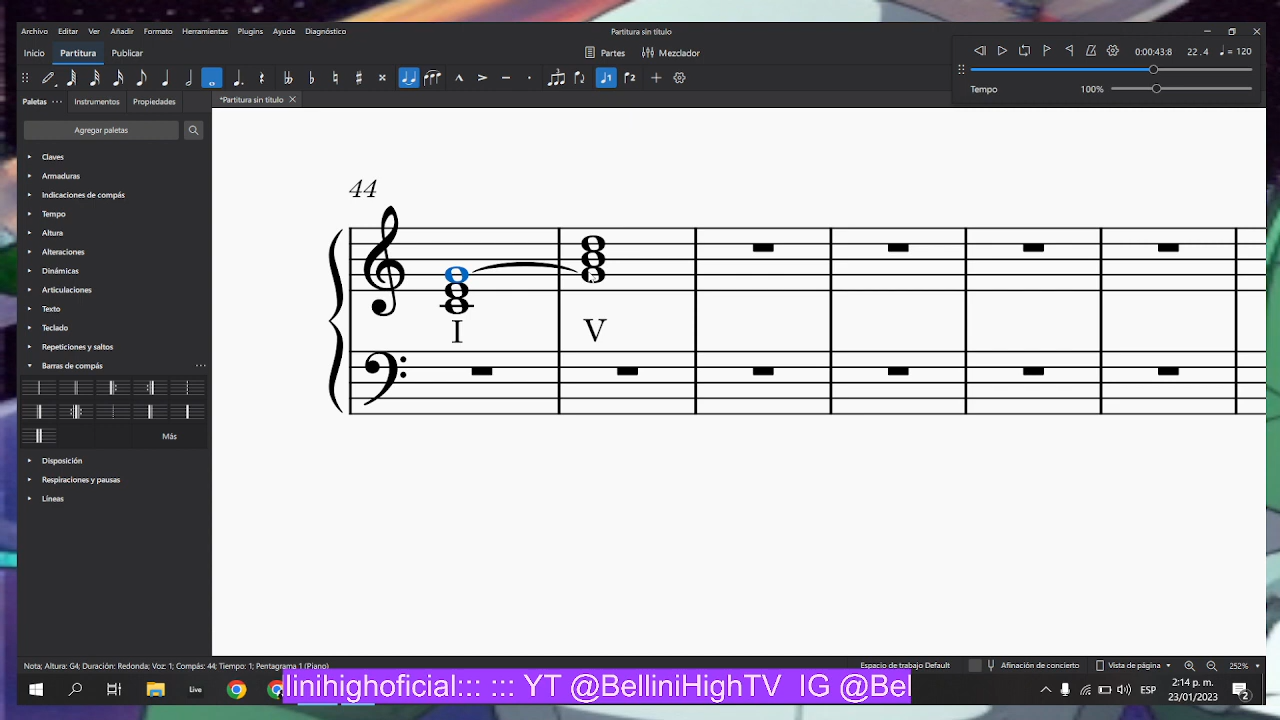 Archivo Editar Ver Añadir Formato Herramientas Plugins Ayuda Diagnóstico Partitura sin título
Inicio Partitura Publicar Partes Mezclador
0:00:43:8 22 . 4 = 120
Tempo 100%
Paletas Instrumentos Propiedades *Partitura sin título
Agregar paletas
Claves
Armaduras
Indicaciones de compás
Tempo
Altura
Alteraciones
Dinámicas
Articulaciones
Texto
Teclado
Repeticiones y saltos
Barras de compás
Más
Disposición
Respiraciones y pausas
Líneas
44
I V
Nota; Altura: G4; Duración: Redonda; Voz: 1; Compás: 44; Tiempo: 1; Pentagrama 1 (Piano) Espacio de trabajo Default Afinación de concierto Vista de página 252%
Live linihighoficial::: ::: YT @BelliniHighTV IG @Bel ESP 2:14 p. m.
23/01/2023 2